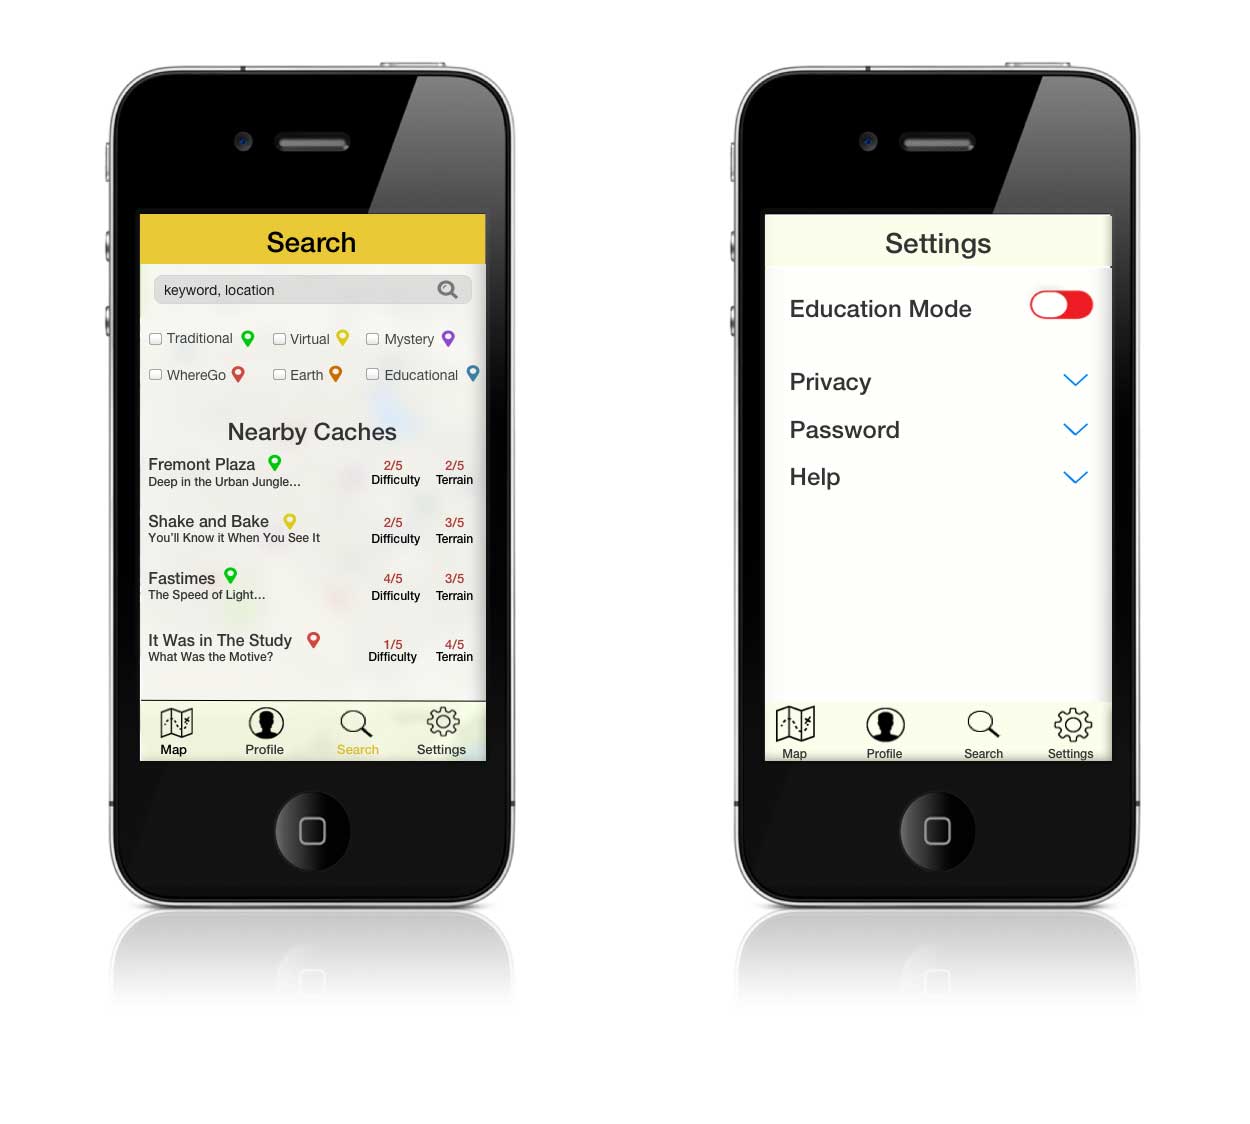 Search
keyword, location
Traditional Virtual Mystery
WhereGo Earth Educational
Nearby Caches
Fremont Plaza 2/5 2/5
Deep in the Urban Jungle... Difficulty Terrain
Shake and Bake 2/5 3/5
You'll Know it When You See It Difficulty Terrain
Fastimes 4/5 3/5
The Speed of Light... Difficulty Terrain
It Was in The Study 1/5 4/5
What Was the Motive? Difficulty Terrain
Map Profile Search Settings
Settings
Education Mode
Privacy
Password
Help
Map Profile Search Settings